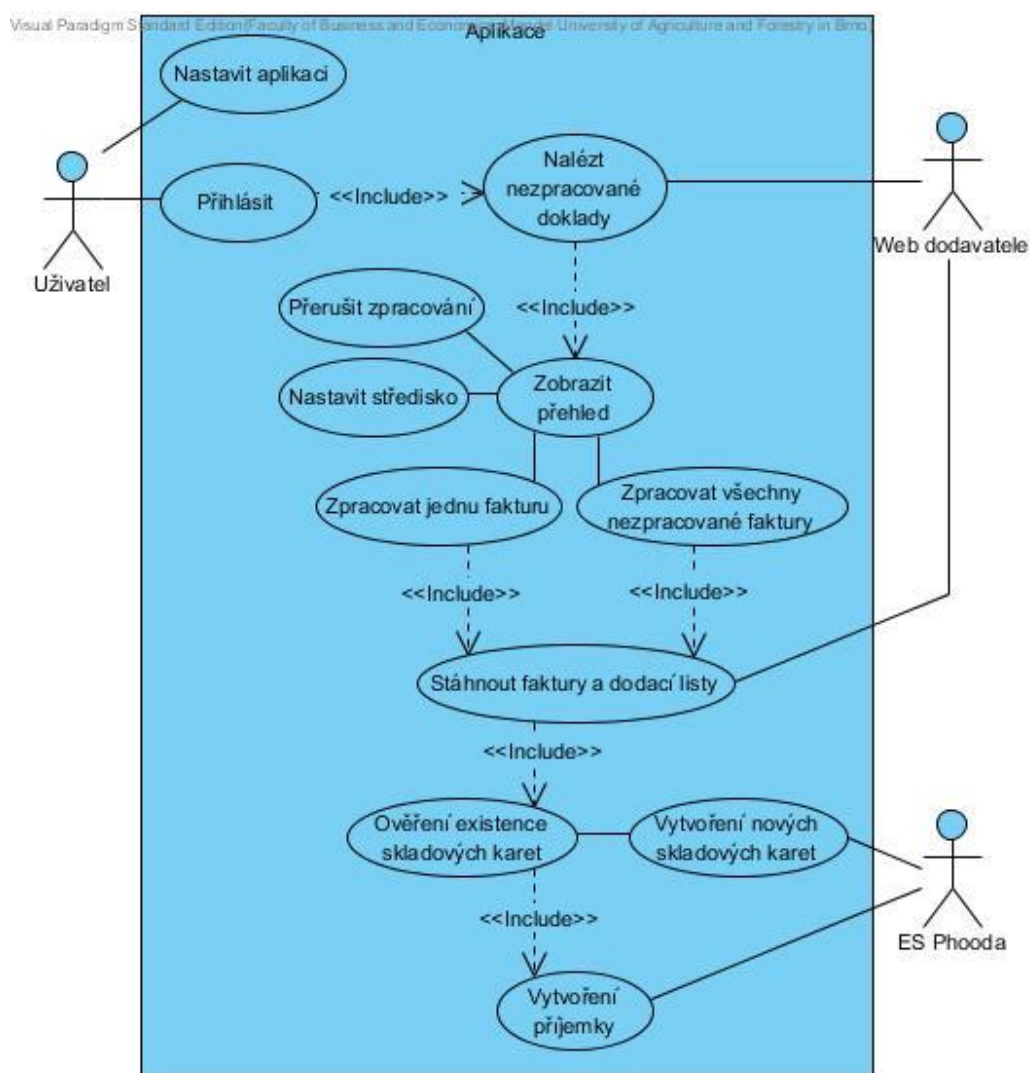 Visual Paradigm Standard Edition(Faculty of Business and Economics, Mendel University of Agriculture and Forestry in Brno)
Aplikace
Nastavit aplikaci
Uživatel
Přihlásit
<<Include>>
Nalézt
nezpracované
doklady
Web dodavatele
<<Include>>
Přerušit zpracování
Nastavit středisko
Zobrazit
přehled
Zpracovat jednu fakturu
Zpracovat všechny
nezpracované faktury
<<Include>>
<<Include>>
Stáhnout faktury a dodací listy
<<Include>>
Ověření existence
skladových karet
Vytvoření nových
skladových karet
ES Phooda
<<Include>>
Vytvoření
příjemky